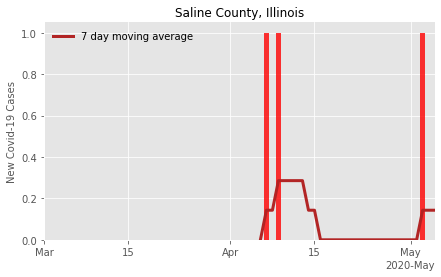 Saline County, Illinois
7 day moving average
New Covid-19 Cases
1.0
0.8
0.6
0.4
0.2
0.0
Mar
15
Apr
15
May
2020-May